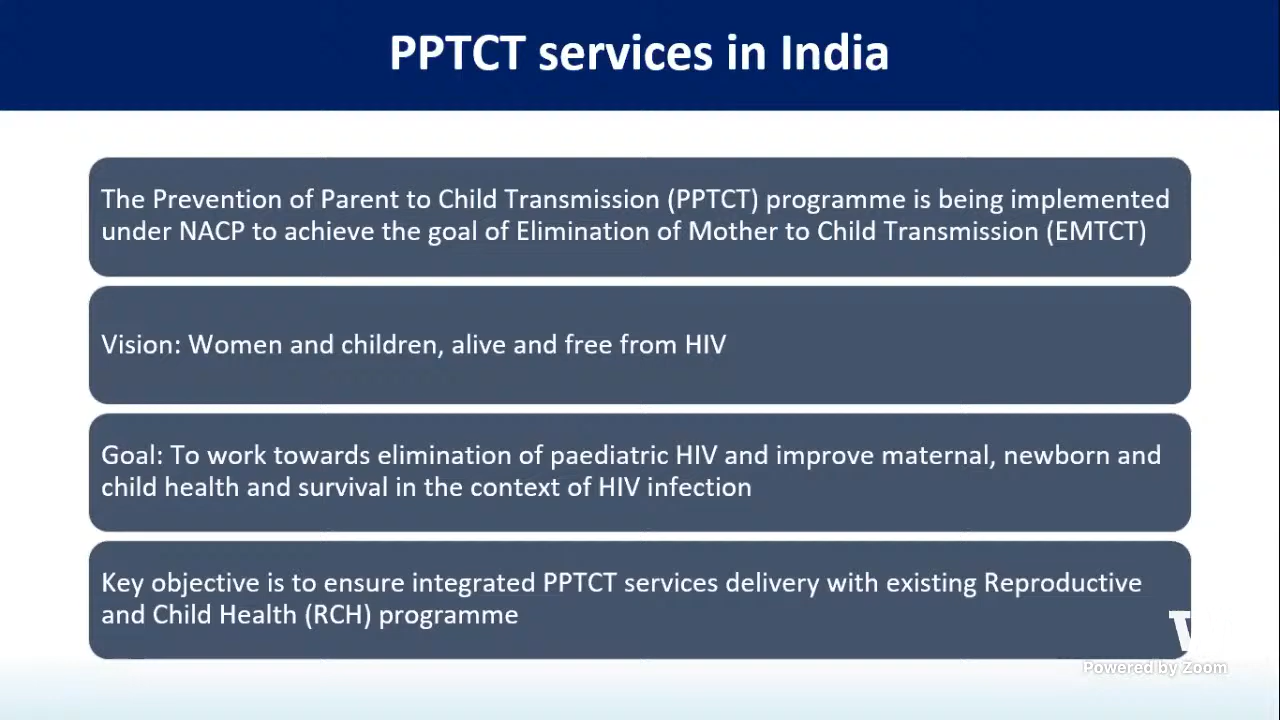 PPTCT services in India
The Prevention of Parent to Child Transmission (PPTCT) programme is being implemented
under NACP to achieve the goal of Elimination of Mother to Child Transmission (EMTCT)
Vision: Women and children, alive and free from HIV
Goal: To work towards elimination of paediatric HIV and improve maternal, newborn and
child health and survival in the context of HIV infection
Key objective is to ensure integrated PPTCT services delivery with existing Reproductive
and Child Health (RCH) programme
W
Powered by Zoom